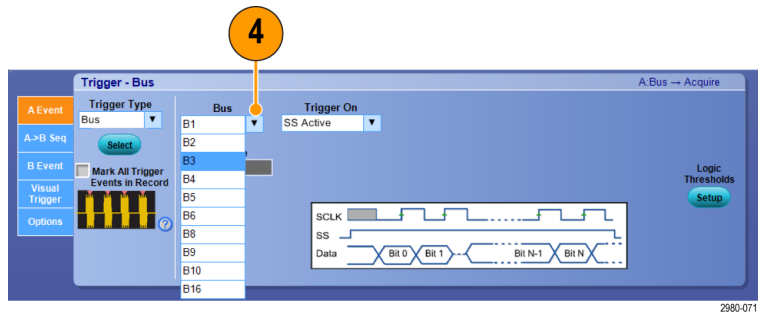 4
Trigger - Bus
A:Bus → Acquire
A Event
A->B Seq
B Event
Visual
Trigger
Options
Trigger Type
Bus
Select
Mark All Trigger
Events in Record
?
Bus
B1
B2
B3
B4
B5
B6
B8
B9
B10
B16
Trigger On
SS Active
SCLK
SS
Data
Bit 0
Bit 1
Bit N-1
Bit N
Logic
Thresholds
Setup
2980-071